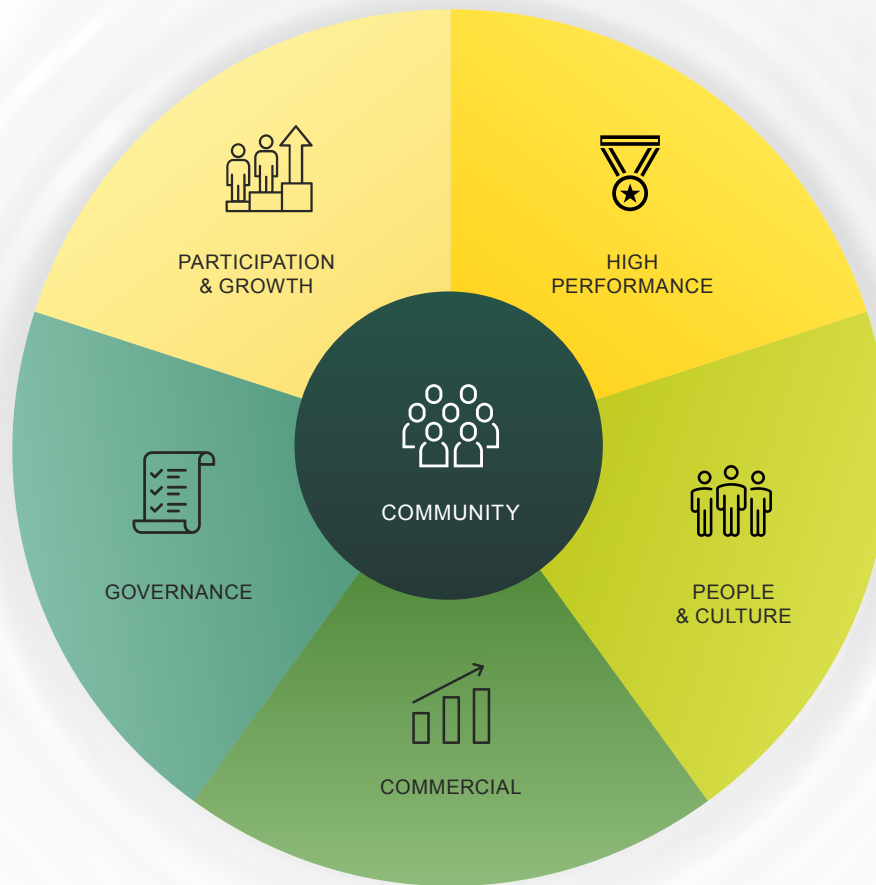 PARTICIPATION
& GROWTH
HIGH
PERFORMANCE
COMMUNITY
GOVERNANCE
PEOPLE
& CULTURE
COMMERCIAL